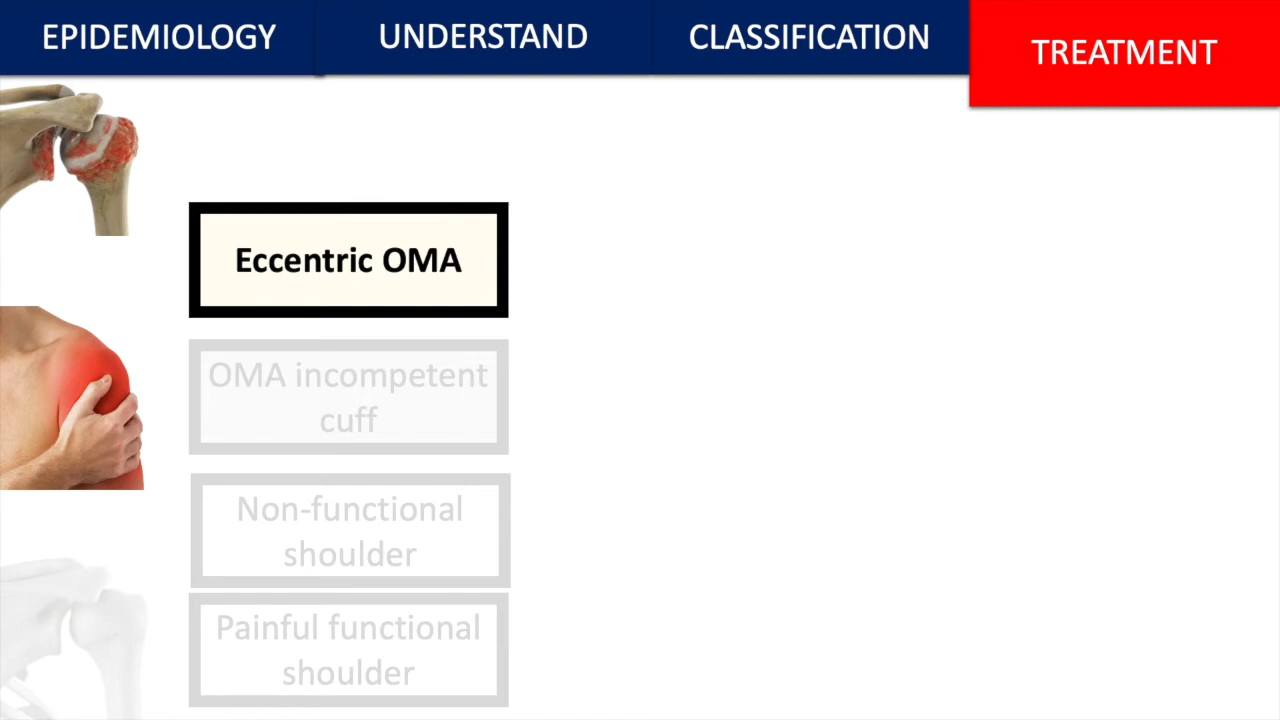 EPIDEMIOLOGY
UNDERSTAND
CLASSIFICATION
TREATMENT
Eccentric OMA
OMA incompetent
cuff
Non-functional
shoulder
Painful functional
shoulder